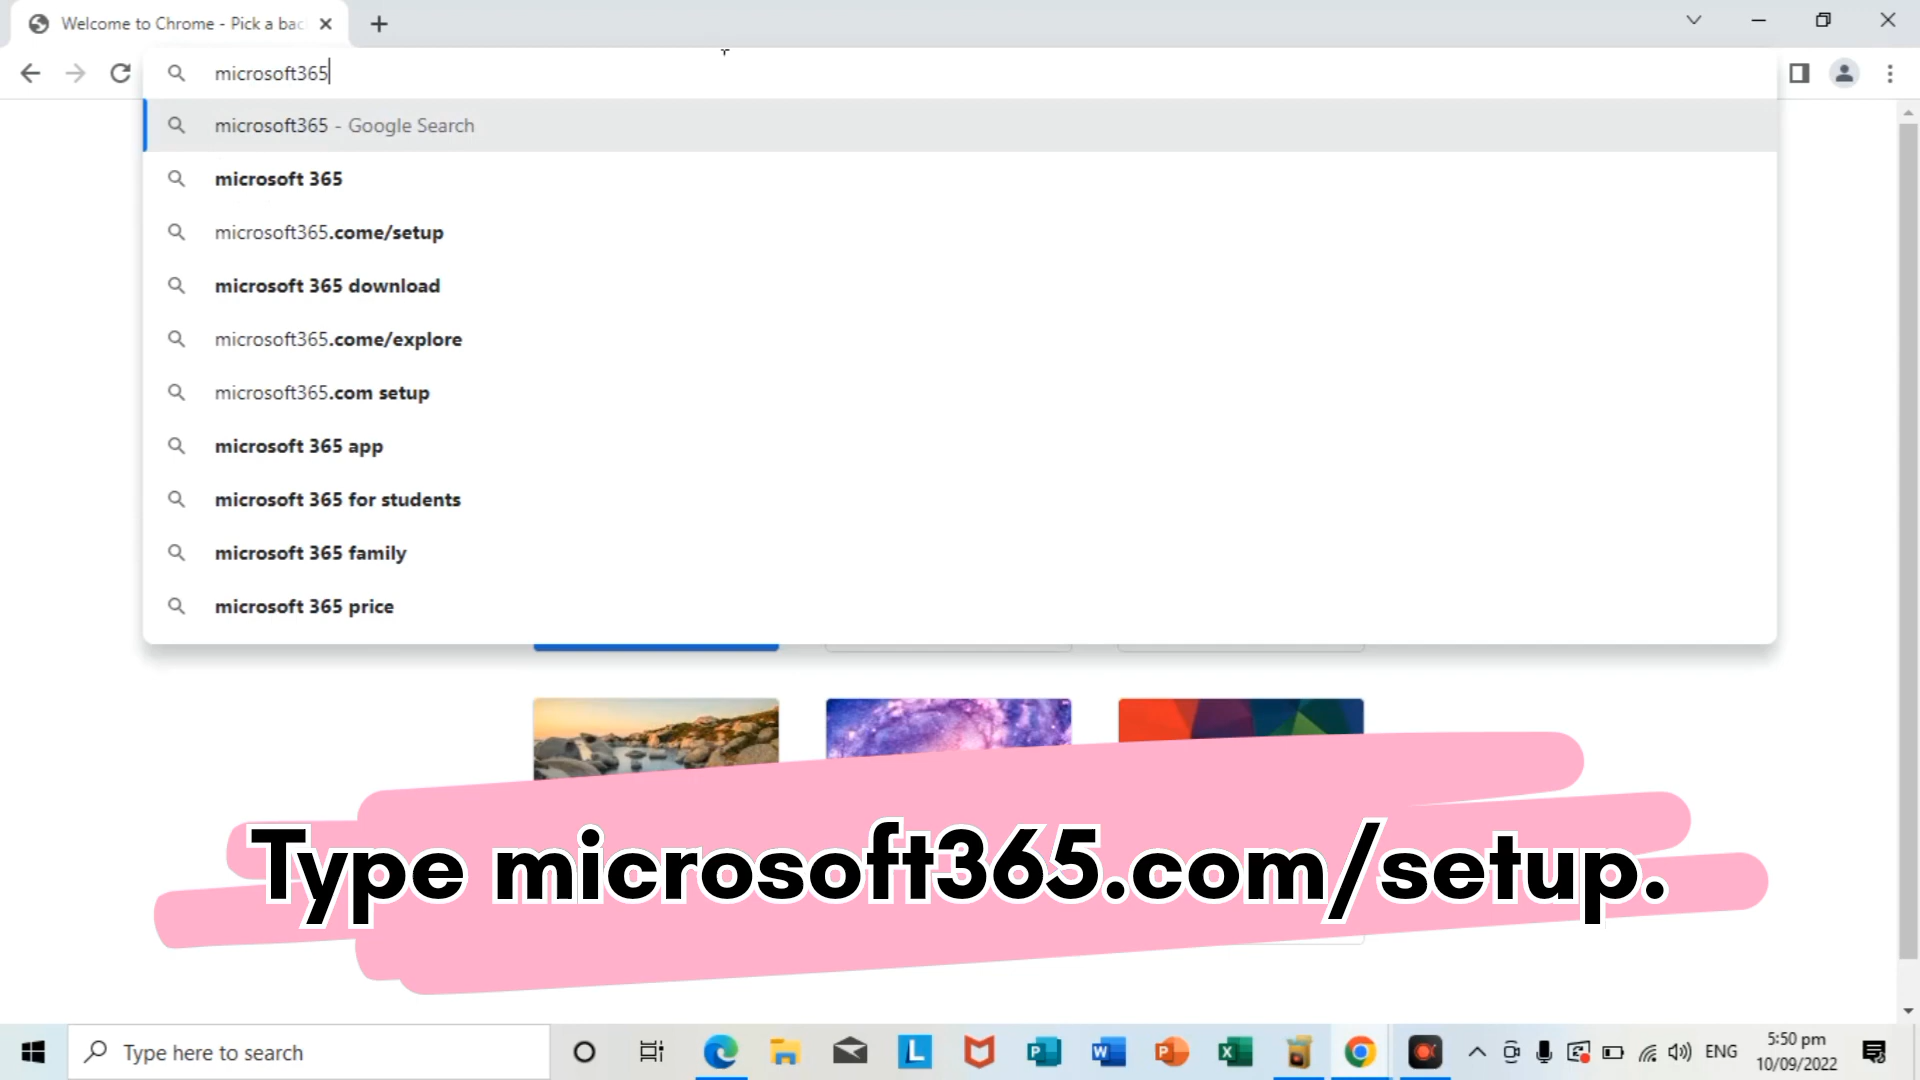 Welcome to Chrome - Pick a bac
microsoft365
microsoft365 - Google Search
microsoft 365
microsoft365.come/setup
microsoft 365 download
microsoft365.come/explore
microsoft365.com setup
microsoft 365 app
microsoft 365 for students
microsoft 365 family
microsoft 365 price
Type microsoft365.com/setup.
Type here to search
L
P
W
P
X
ENG
5:50 pm
10/09/2022